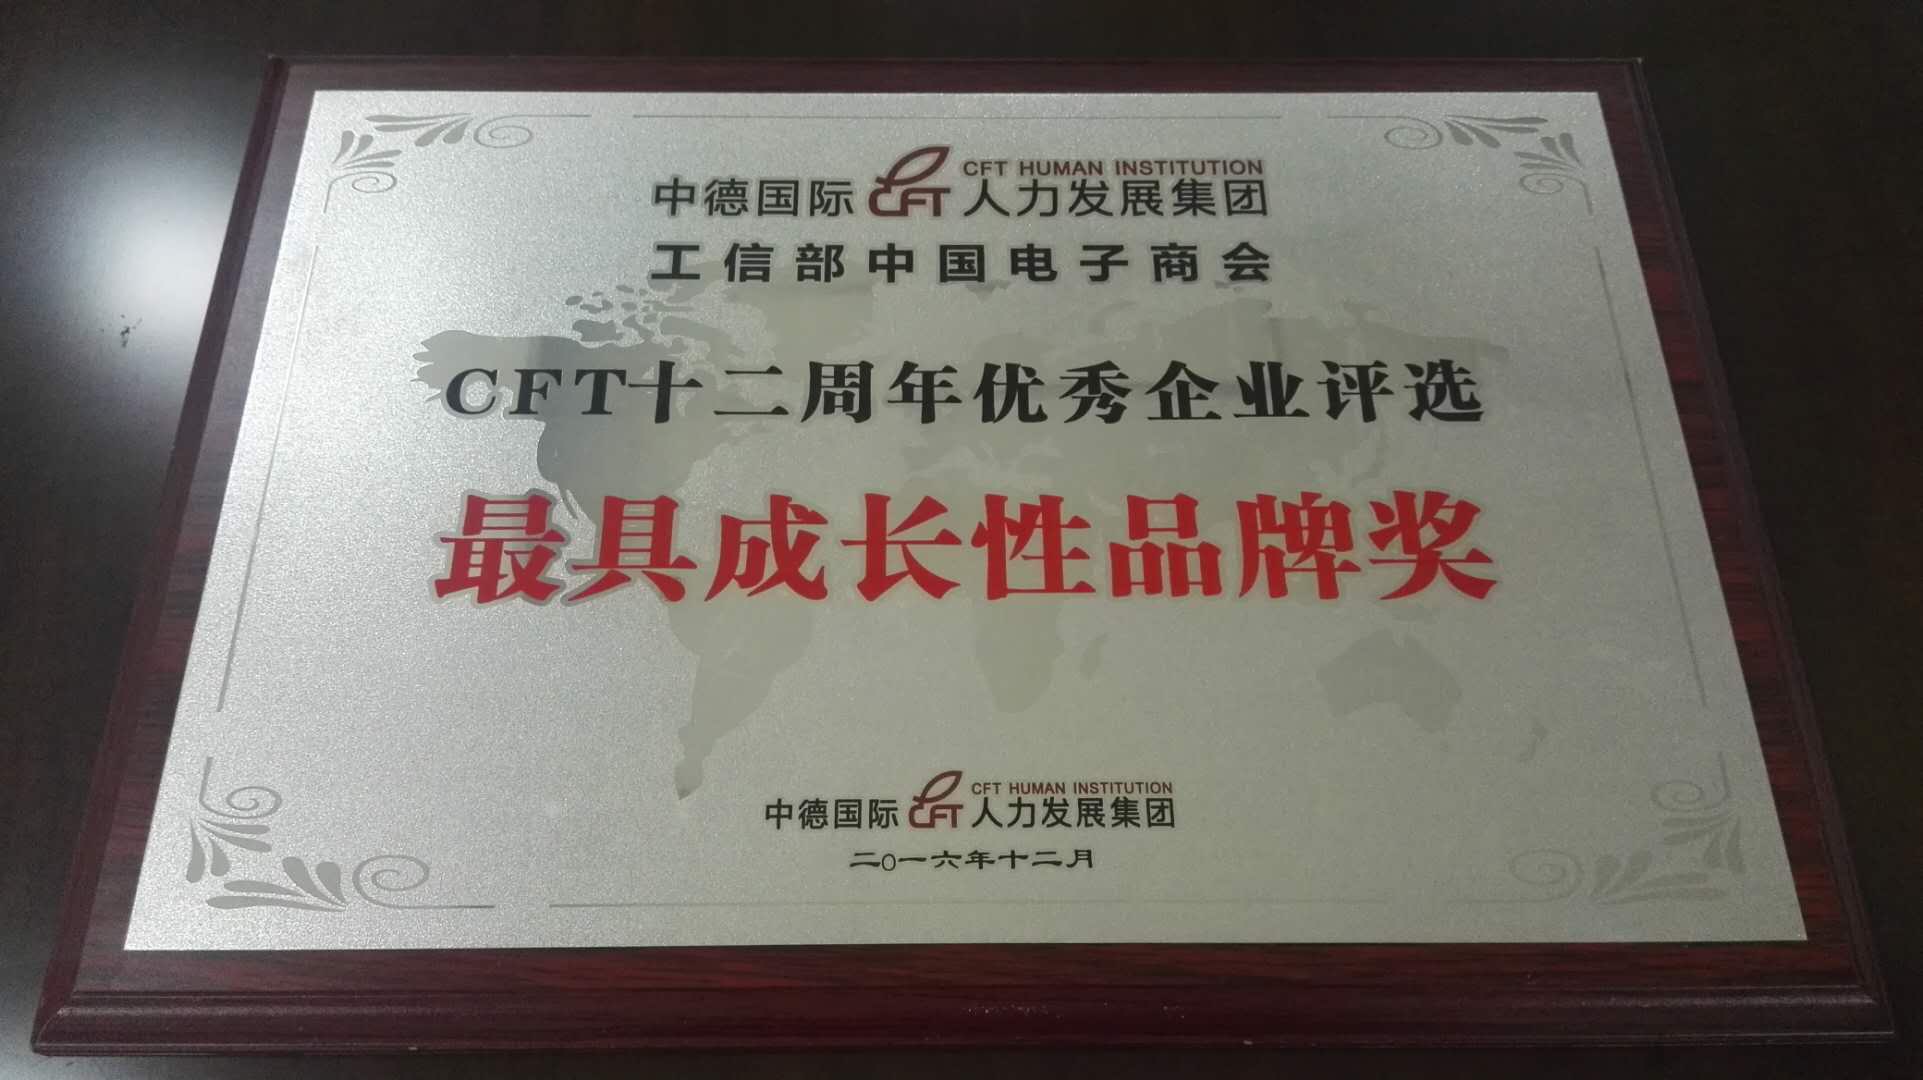 中德国际 CFT 人力发展集团
CFT HUMAN INSTITUTION
工信部中国电子商会
CFT十二周年优秀企业评选
最具成长性品牌奖
中德国际 CFT 人力发展集团
CFT HUMAN INSTITUTION
二0一六年十二月